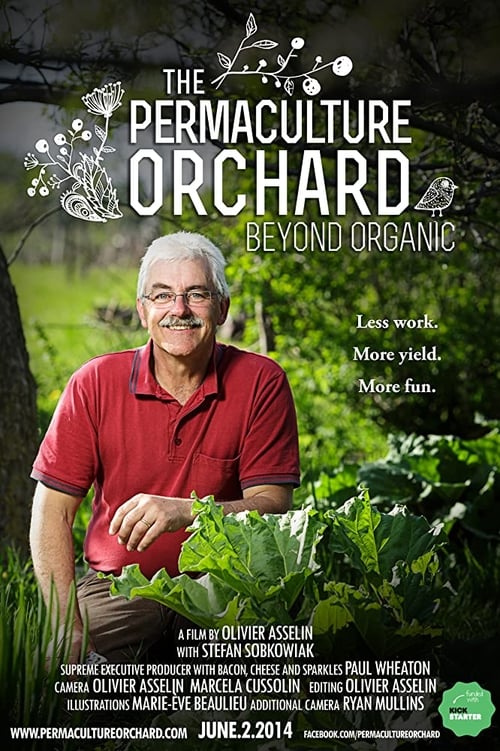 THE
PERMACULTURE
ORCHARD
BEYOND ORGANIC
Less work.
More yield.
More fun.
A FILM BY OLIVIER ASSELIN
WITH STEFAN SOBKOWIAK
SUPREME EXECUTIVE PRODUCER WITH BACON, CHEESE AND SPARKLES PAUL WHEATON
CAMERA OLIVIER ASSELIN MARCELA CUSSOLIN EDITING OLIVIER ASSELIN
ILLUSTRATIONS MARIE-EVE BEAULIEU ADDITIONAL CAMERA RYAN MULLINS
WWW.PERMACULTUREORCHARD.COM JUNE.2.2014 FACEBOOK.COM/PERMACULTUREORCHARD
funded with
KICK
STARTER